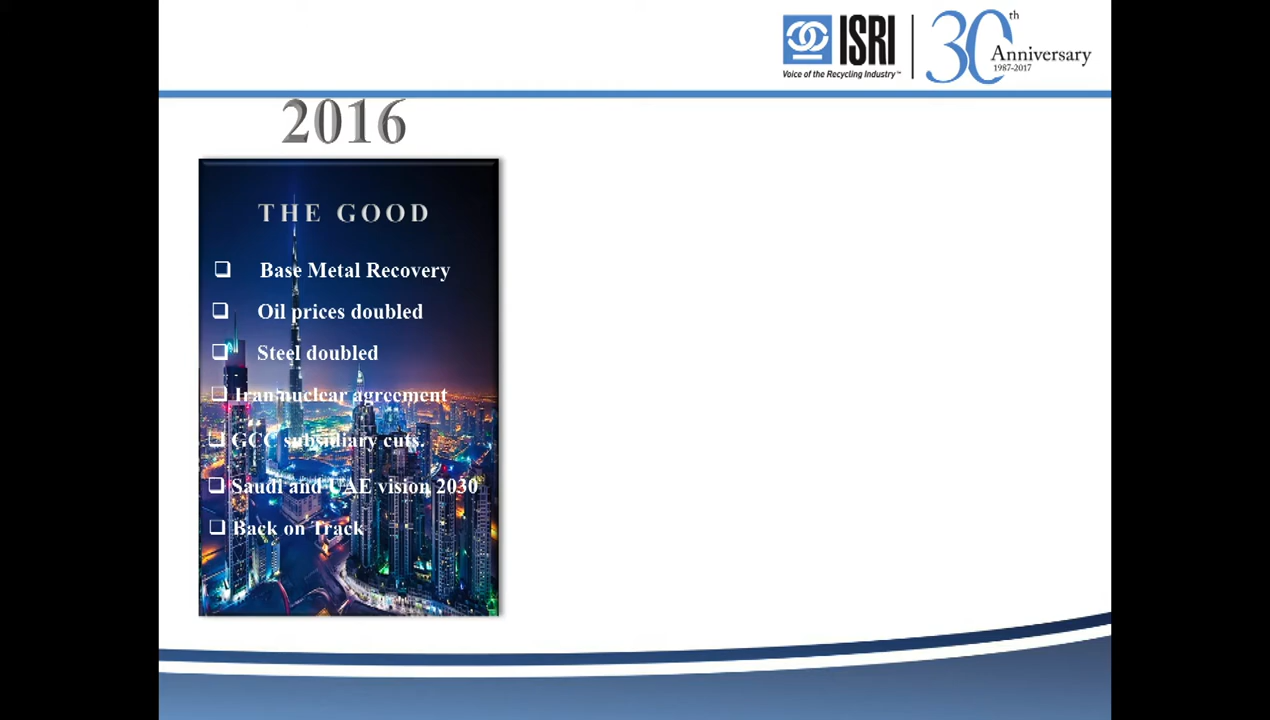 ISRI
Voice of the Recycling Industry™
30th
Anniversary
1987-2017
2016
THE GOOD
Base Metal Recovery
Oil prices doubled
Steel doubled
Iran nuclear agreement
GCC subsidiary cuts.
Saudi and UAE vision 2030
Back on Track